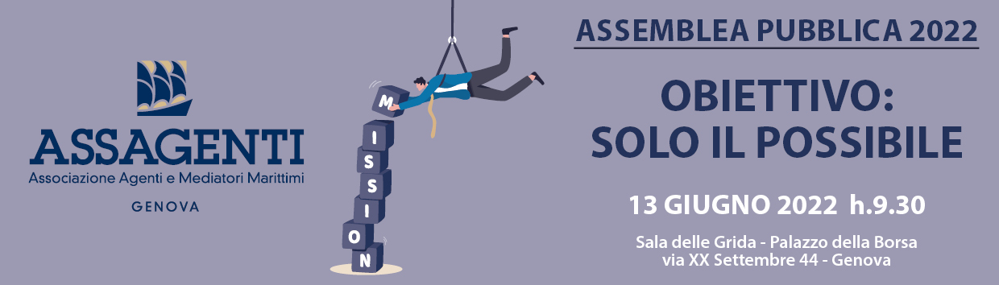 ASSAGENTI
Associazione Agenti e Mediatori Marittimi
GENOVA
M
I
S
S
I
O
N
ASSEMBLEA PUBBLICA 2022
OBIETTIVO:
SOLO IL POSSIBILE
13 GIUGNO 2022 h.9.30
Sala delle Grida - Palazzo della Borsa
via XX Settembre 44 - Genova